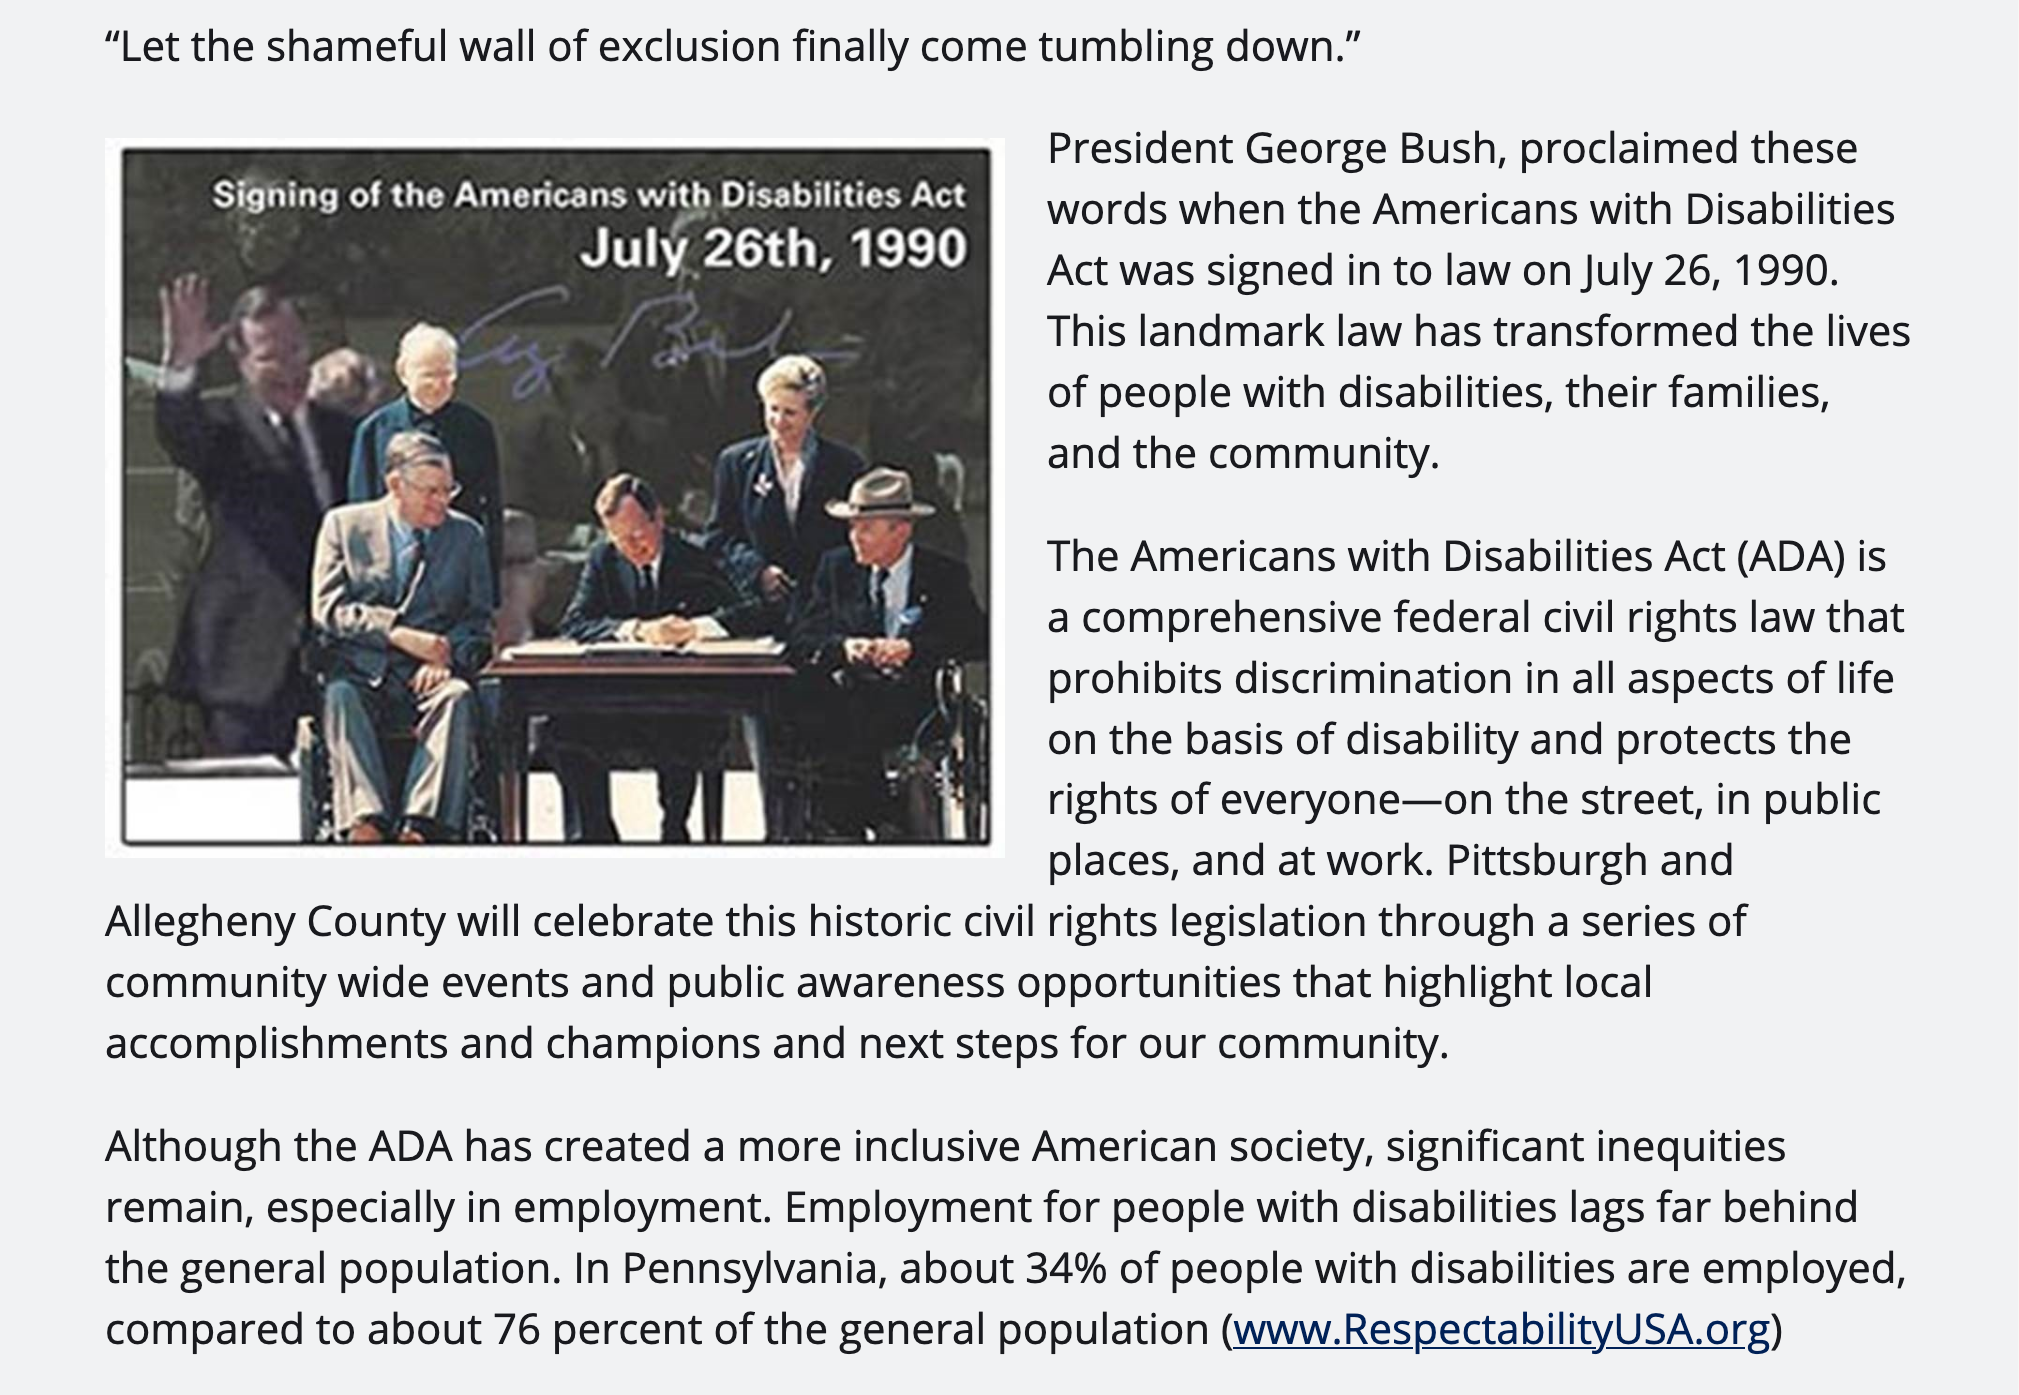 “Let the shameful wall of exclusion finally come tumbling down.”
Signing of the Americans with Disabilities Act
July 26th, 1990
President George Bush, proclaimed these
words when the Americans with Disabilities
Act was signed in to law on July 26, 1990.
This landmark law has transformed the lives
of people with disabilities, their families,
and the community.
The Americans with Disabilities Act (ADA) is
a comprehensive federal civil rights law that
prohibits discrimination in all aspects of life
on the basis of disability and protects the
rights of everyone—on the street, in public
places, and at work. Pittsburgh and
Allegheny County will celebrate this historic civil rights legislation through a series of
community wide events and public awareness opportunities that highlight local
accomplishments and champions and next steps for our community.
Although the ADA has created a more inclusive American society, significant inequities
remain, especially in employment. Employment for people with disabilities lags far behind
the general population. In Pennsylvania, about 34% of people with disabilities are employed,
compared to about 76 percent of the general population (www.RespectabilityUSA.org)